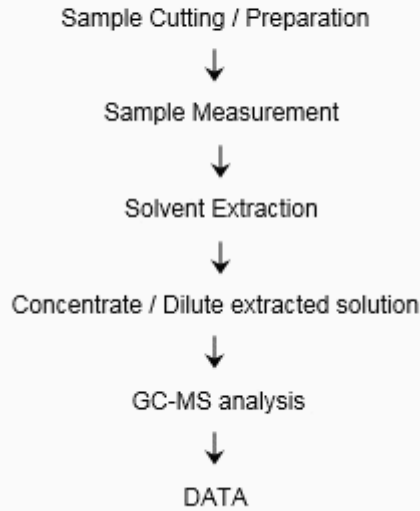 Sample Cutting / Preparation
↓
Sample Measurement
↓
Solvent Extraction
↓
Concentrate / Dilute extracted solution
↓
GC-MS analysis
↓
DATA